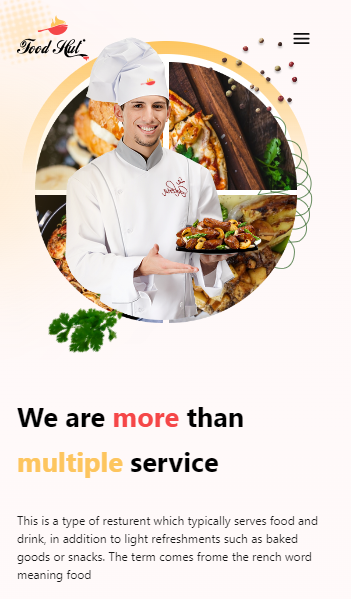 Food Hut
We are more than
multiple service
This is a type of resturent which typically serves food and
drink, in addition to light refreshments such as baked
goods or snacks. The term comes frome the rench word
meaning food